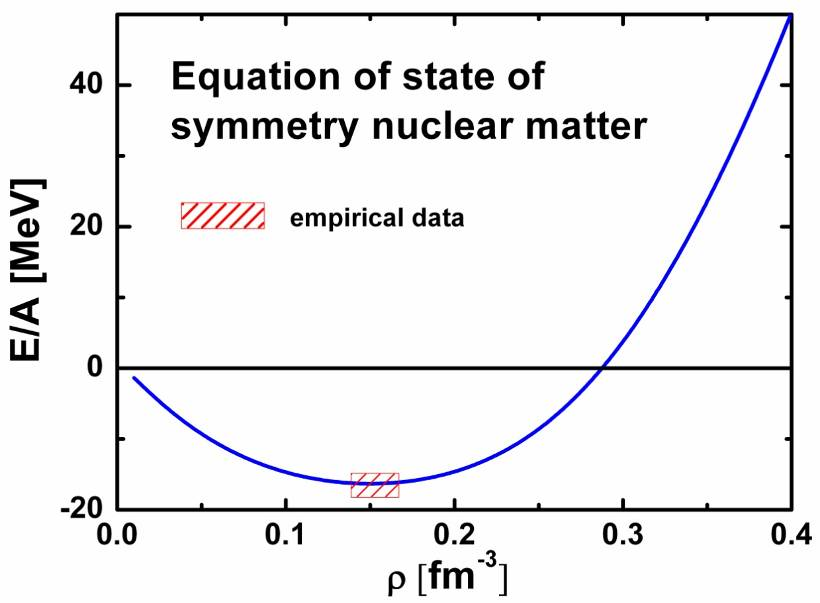 Equation of state of
symmetry nuclear matter
empirical data
E/A [MeV]
40
20
0
-20
0.0 0.1 0.2 0.3 0.4
ρ [fm⁻³]